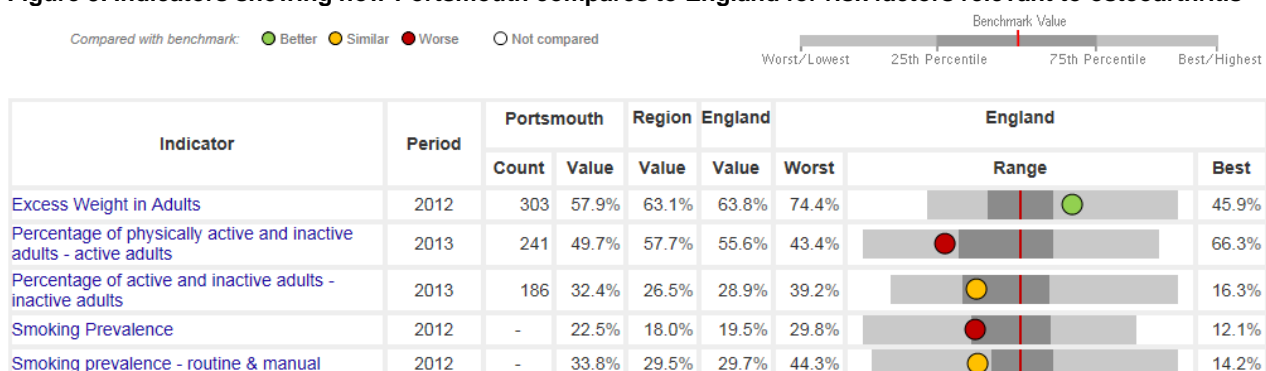 Figure 3: Indicators showing how Portsmouth compares to England for risk factors relevant to osteoarthritis
Benchmark Value
Compared with benchmark: Better Similar Worse Not compared
Worst/Lowest 25th Percentile 75th Percentile Best/Highest
Indicator Period Portsmouth Region England England
Count Value Value Value Worst Range Best
Excess Weight in Adults 2012 303 57.9% 63.1% 63.8% 74.4% 45.9%
Percentage of physically active and inactive
adults - active adults 2013 241 49.7% 57.7% 55.6% 43.4% 66.3%
Percentage of active and inactive adults -
inactive adults 2013 186 32.4% 26.5% 28.9% 39.2% 16.3%
Smoking Prevalence 2012 - 22.5% 18.0% 19.5% 29.8% 12.1%
Smoking prevalence - routine & manual 2012 - 33.8% 29.5% 29.7% 44.3% 14.2%